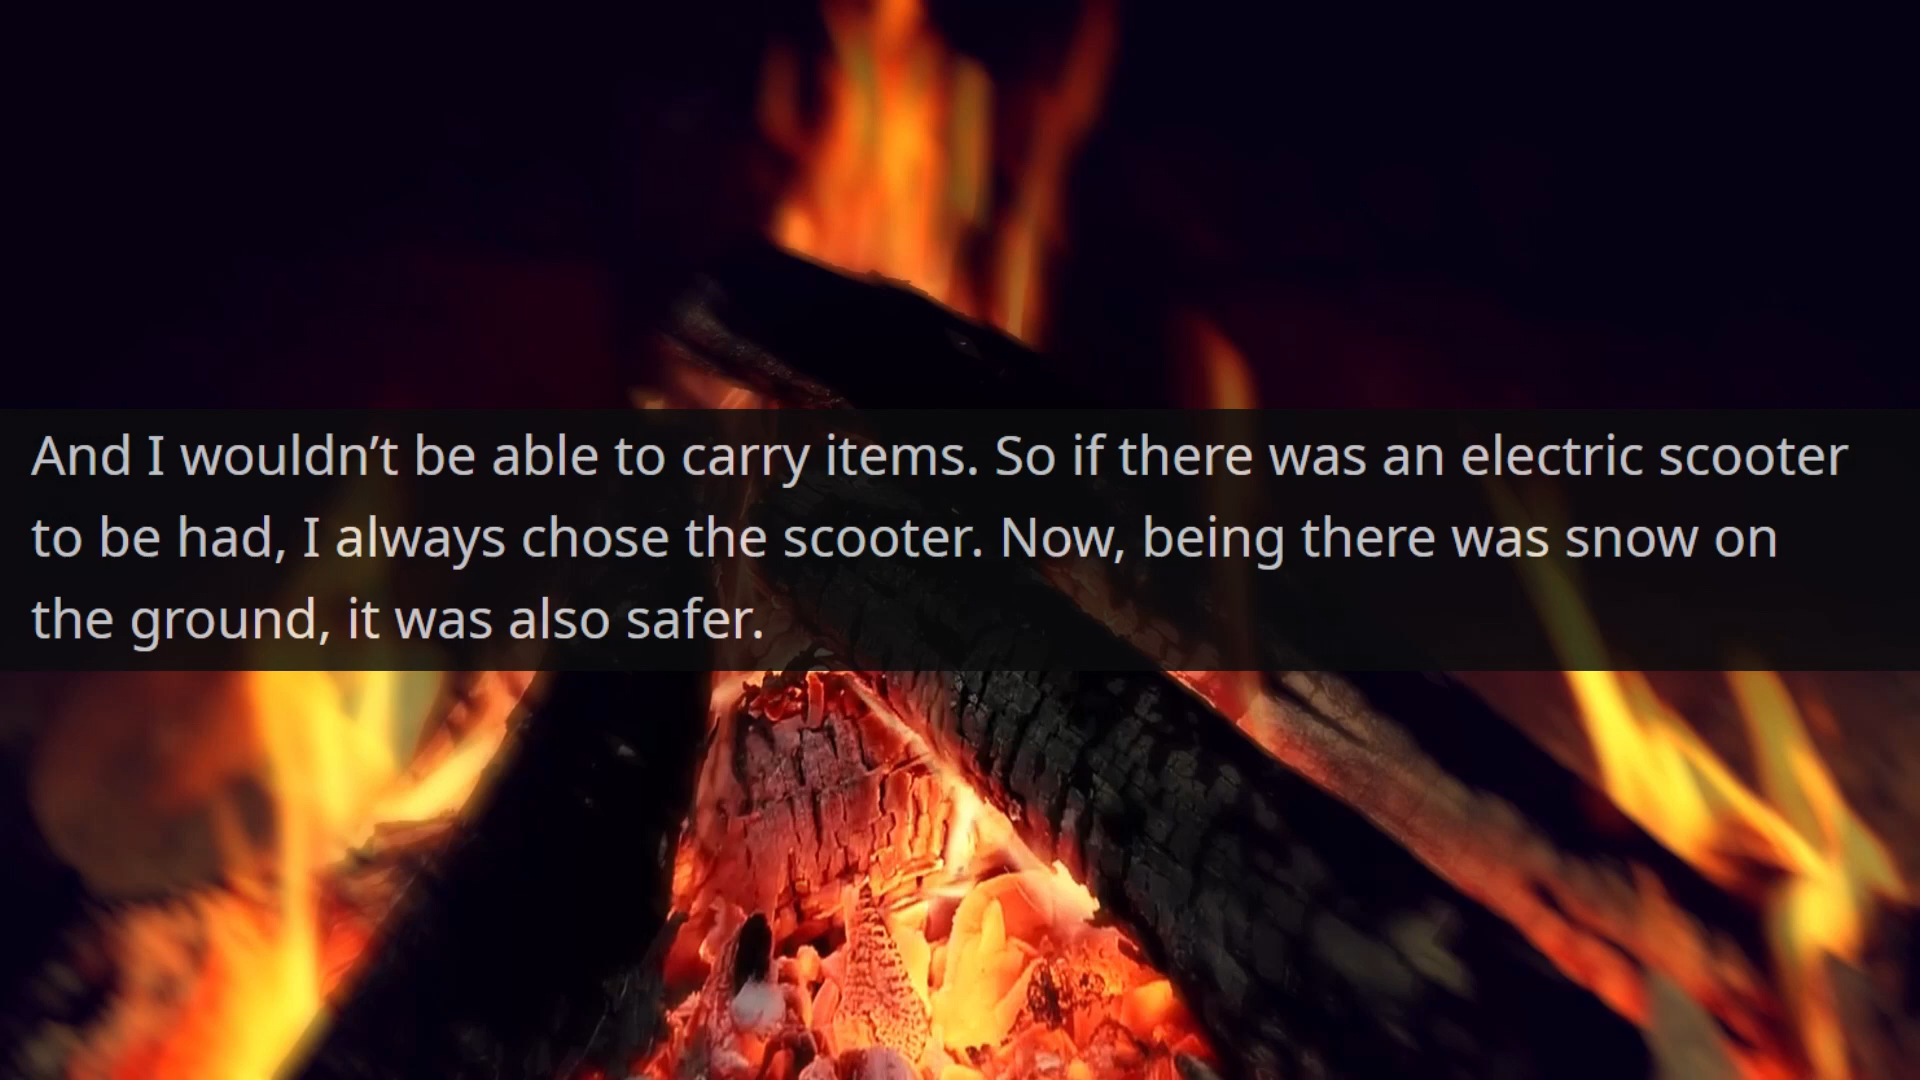 And I wouldn’t be able to carry items. So if there was an electric scooter
to be had, I always chose the scooter. Now, being there was snow on
the ground, it was also safer.